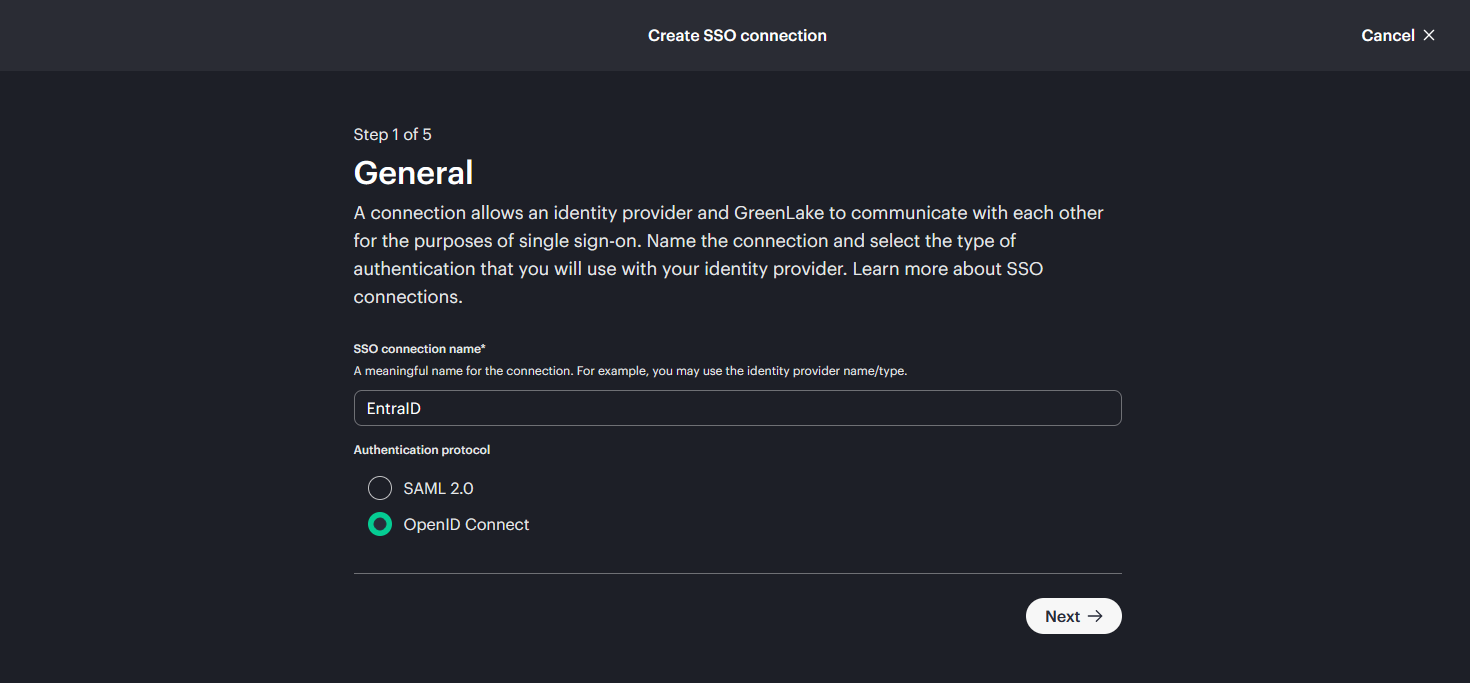 Create SSO connection
Cancel
Step 1 of 5
General
A connection allows an identity provider and GreenLake to communicate with each other
for the purposes of single sign-on. Name the connection and select the type of
authentication that you will use with your identity provider. Learn more about SSO
connections.
SSO connection name*
A meaningful name for the connection. For example, you may use the identity provider name/type.
EntraID
Authentication protocol
SAML 2.0
OpenID Connect
Next